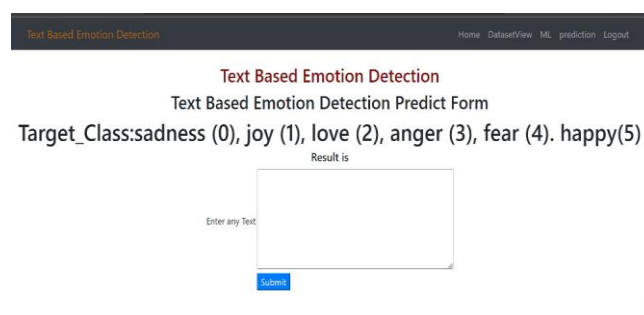 Text Based Emotion Detection
Home DatasetView ML prediction Logout
Text Based Emotion Detection
Text Based Emotion Detection Predict Form
Target_Class:sadness (0), joy (1), love (2), anger (3), fear (4). happy(5)
Result is
Enter any Text
Submit